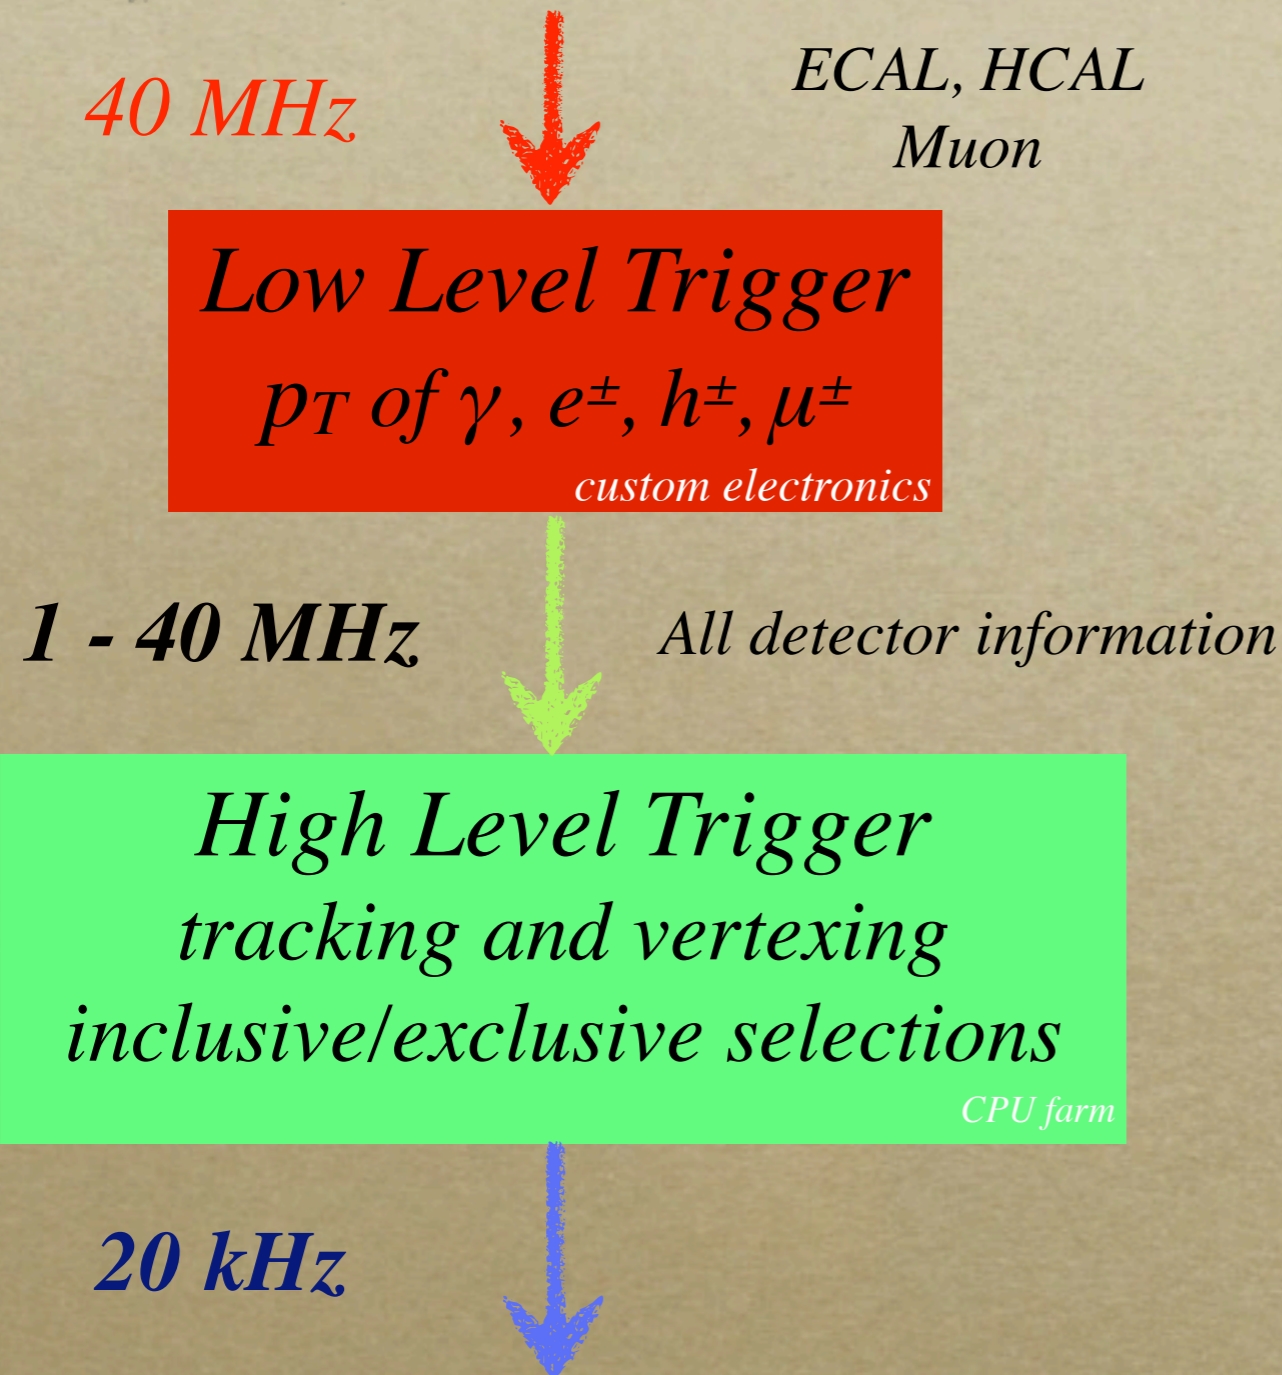 40 MHz
ECAL, HCAL
Muon
Low Level Trigger
pT of γ, e±, h±, μ±
custom electronics
1 - 40 MHz
All detector information
High Level Trigger
tracking and vertexing
inclusive/exclusive selections
CPU farm
20 kHz